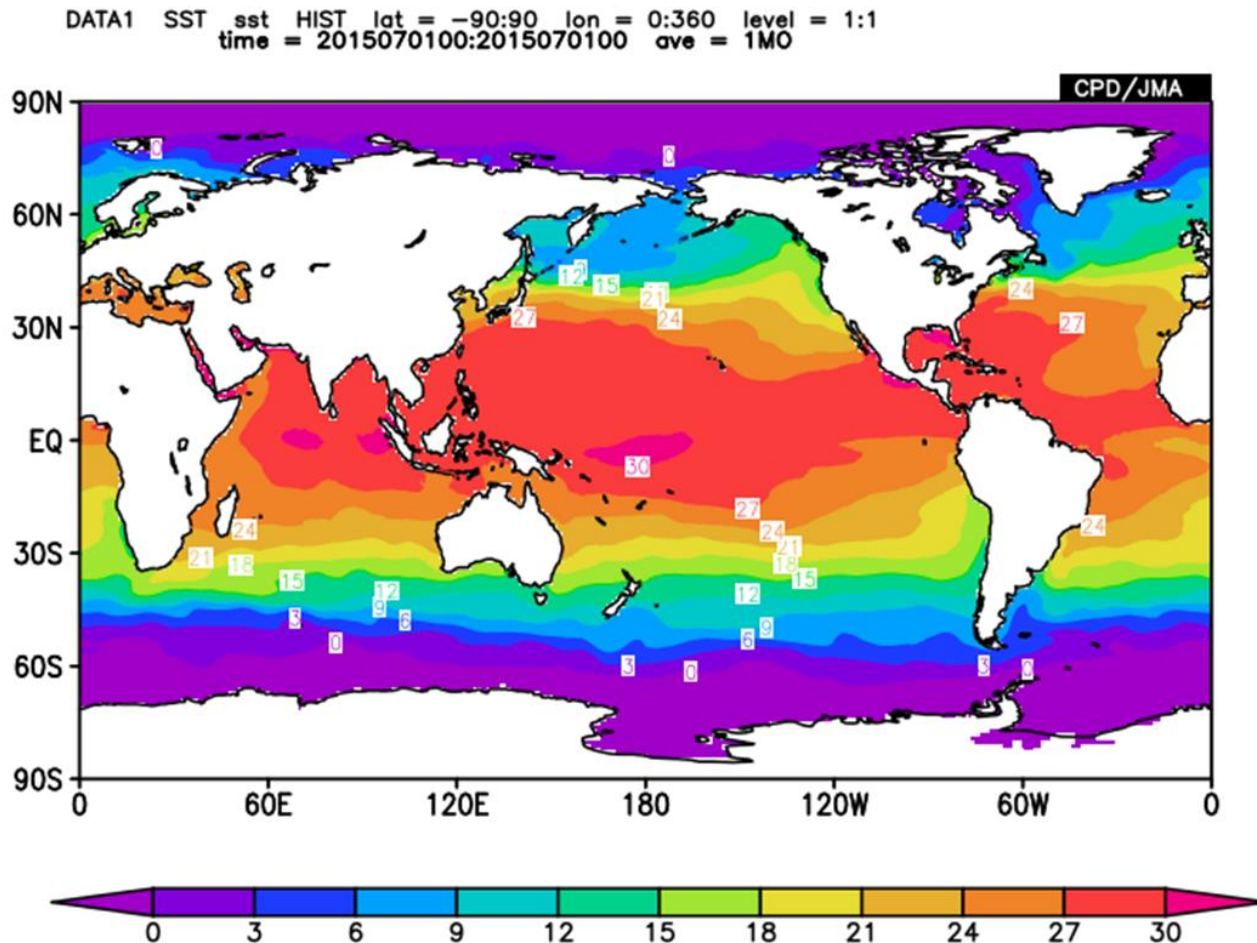 DATA1 SST sst HIST lat = -90:90 lon = 0:360 level = 1:1
time = 2015070100:2015070100 ave = 1MO
CPD/JMA
90N
60N
30N
EQ
30S
60S
90S
0 0
12 15 21 24 27
24 27
30
27 24 21 18 15 12 9 6 3 0
24 21 18 15 12 9 6 3 0
24
3 0
0 60E 120E 180 120W 60W 0
0 3 6 9 12 15 18 21 24 27 30